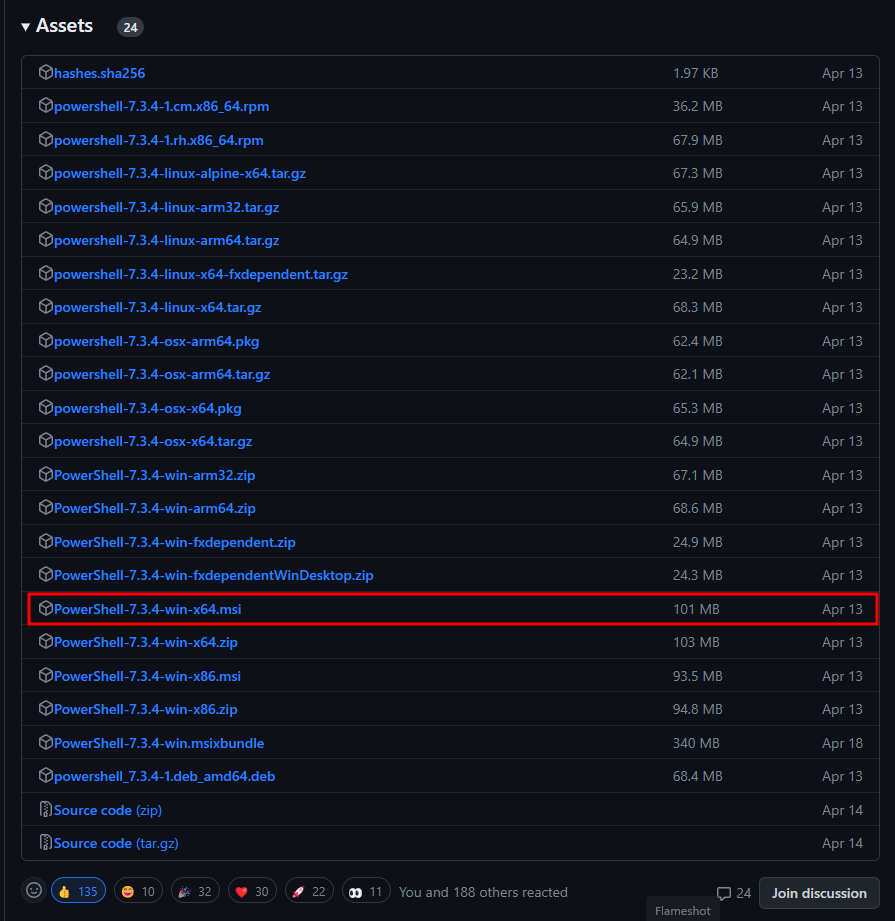 Assets 24
hashes.sha256 1.97 KB Apr 13
powershell-7.3.4-1.cm.x86_64.rpm 36.2 MB Apr 13
powershell-7.3.4-1.rh.x86_64.rpm 67.9 MB Apr 13
powershell-7.3.4-linux-alpine-x64.tar.gz 67.3 MB Apr 13
powershell-7.3.4-linux-arm32.tar.gz 65.9 MB Apr 13
powershell-7.3.4-linux-arm64.tar.gz 64.9 MB Apr 13
powershell-7.3.4-linux-x64-fxdependent.tar.gz 23.2 MB Apr 13
powershell-7.3.4-linux-x64.tar.gz 68.3 MB Apr 13
powershell-7.3.4-osx-arm64.pkg 62.4 MB Apr 13
powershell-7.3.4-osx-arm64.tar.gz 62.1 MB Apr 13
powershell-7.3.4-osx-x64.pkg 65.3 MB Apr 13
powershell-7.3.4-osx-x64.tar.gz 64.9 MB Apr 13
PowerShell-7.3.4-win-arm32.zip 67.1 MB Apr 13
PowerShell-7.3.4-win-arm64.zip 68.6 MB Apr 13
PowerShell-7.3.4-win-fxdependent.zip 24.9 MB Apr 13
PowerShell-7.3.4-win-fxdependentWinDesktop.zip 24.3 MB Apr 13
PowerShell-7.3.4-win-x64.msi 101 MB Apr 13
PowerShell-7.3.4-win-x64.zip 103 MB Apr 13
PowerShell-7.3.4-win-x86.msi 93.5 MB Apr 13
PowerShell-7.3.4-win-x86.zip 94.8 MB Apr 13
PowerShell-7.3.4-win.msixbundle 340 MB Apr 18
powershell_7.3.4-1.deb_amd64.deb 68.4 MB Apr 13
Source code (zip) Apr 14
Source code (tar.gz) Apr 14
135 10 32 30 22 11 You and 188 others reacted 24 Join discussion
Flameshot